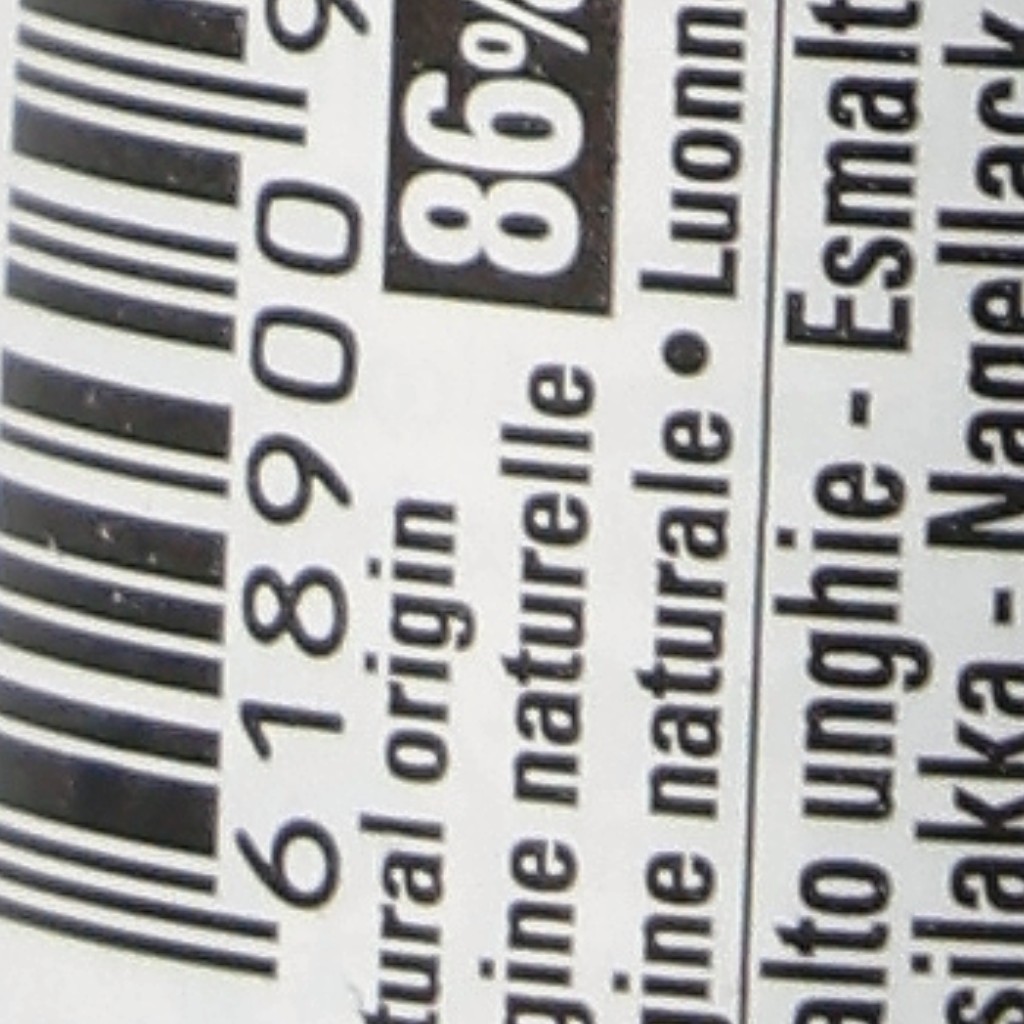 6189009
tural origin
86%
gine naturelle
gine naturale • Luonn
alto unghie - Esmalt
silakka - Nagellack